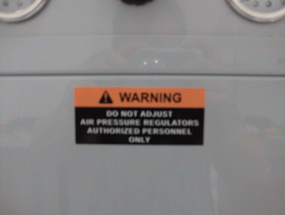 WARNING
DO NOT ADJUST
AIR PRESSURE REGULATORS
AUTHORIZED PERSONNEL
ONLY